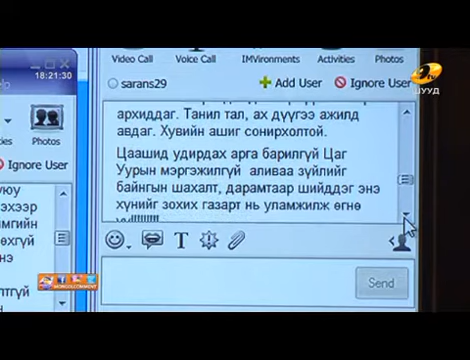 Video Call Voice Call IMVironments Activities Photos
ШУУД
18:21:30
sarans29
Add User
Ignore User
Photos
Ignore User
архиддаг. Танил тал, ах дүүгээ ажилд
авдаг. Хувийн ашиг сонирхолтой.
Цаашид удирдах арга барилгүй Цаг
Уурын мэргэжилгүй аливаа зүйлийг
байнгын шахалт, дарамтаар шийддэг энэ
хүнийг зохих газарт нь уламжилж өгнө
Send